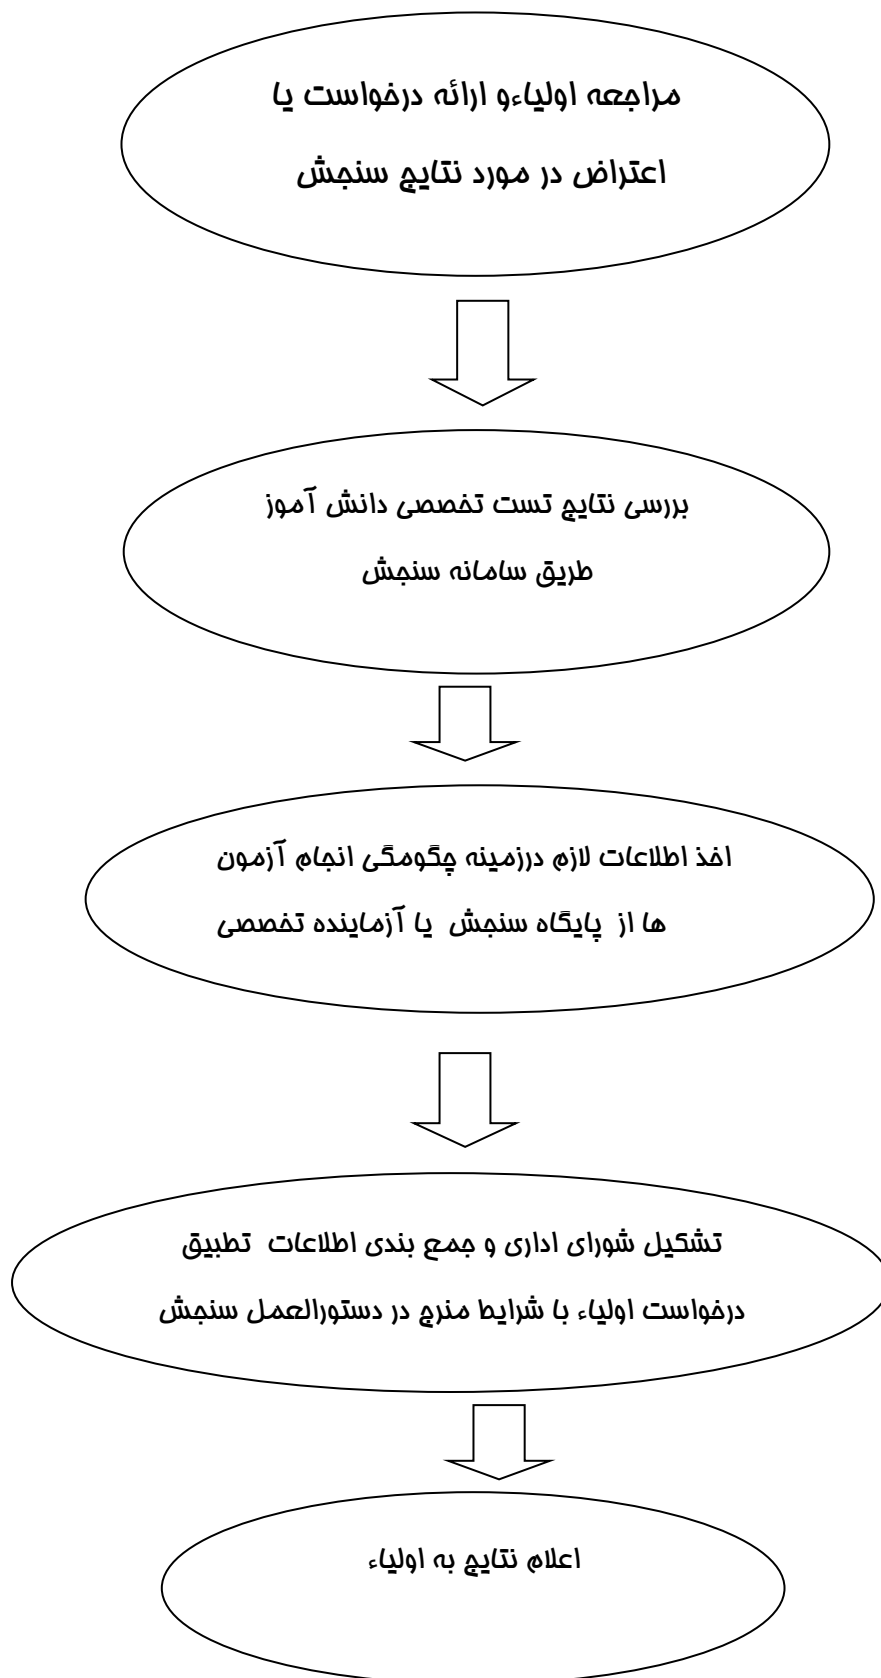 مراجعه اولیاءو ارائه درخواست یا
اعتراض در مورد نتایج سنجش
بررسی نتایج تست تخصصی دانش آموز
طریق سامانه سنجش
اخذ اطلاعات لازم درزمینه چگومگی انجام آزمون
ها از پایگاه سنجش یا آزماینده تخصصی
تشکیل شورای اداری و جمع بندی اطلاعات تطبیق
درخواست اولیاء با شرایط منرج در دستورالعمل سنجش
اعلام نتایج به اولیاء